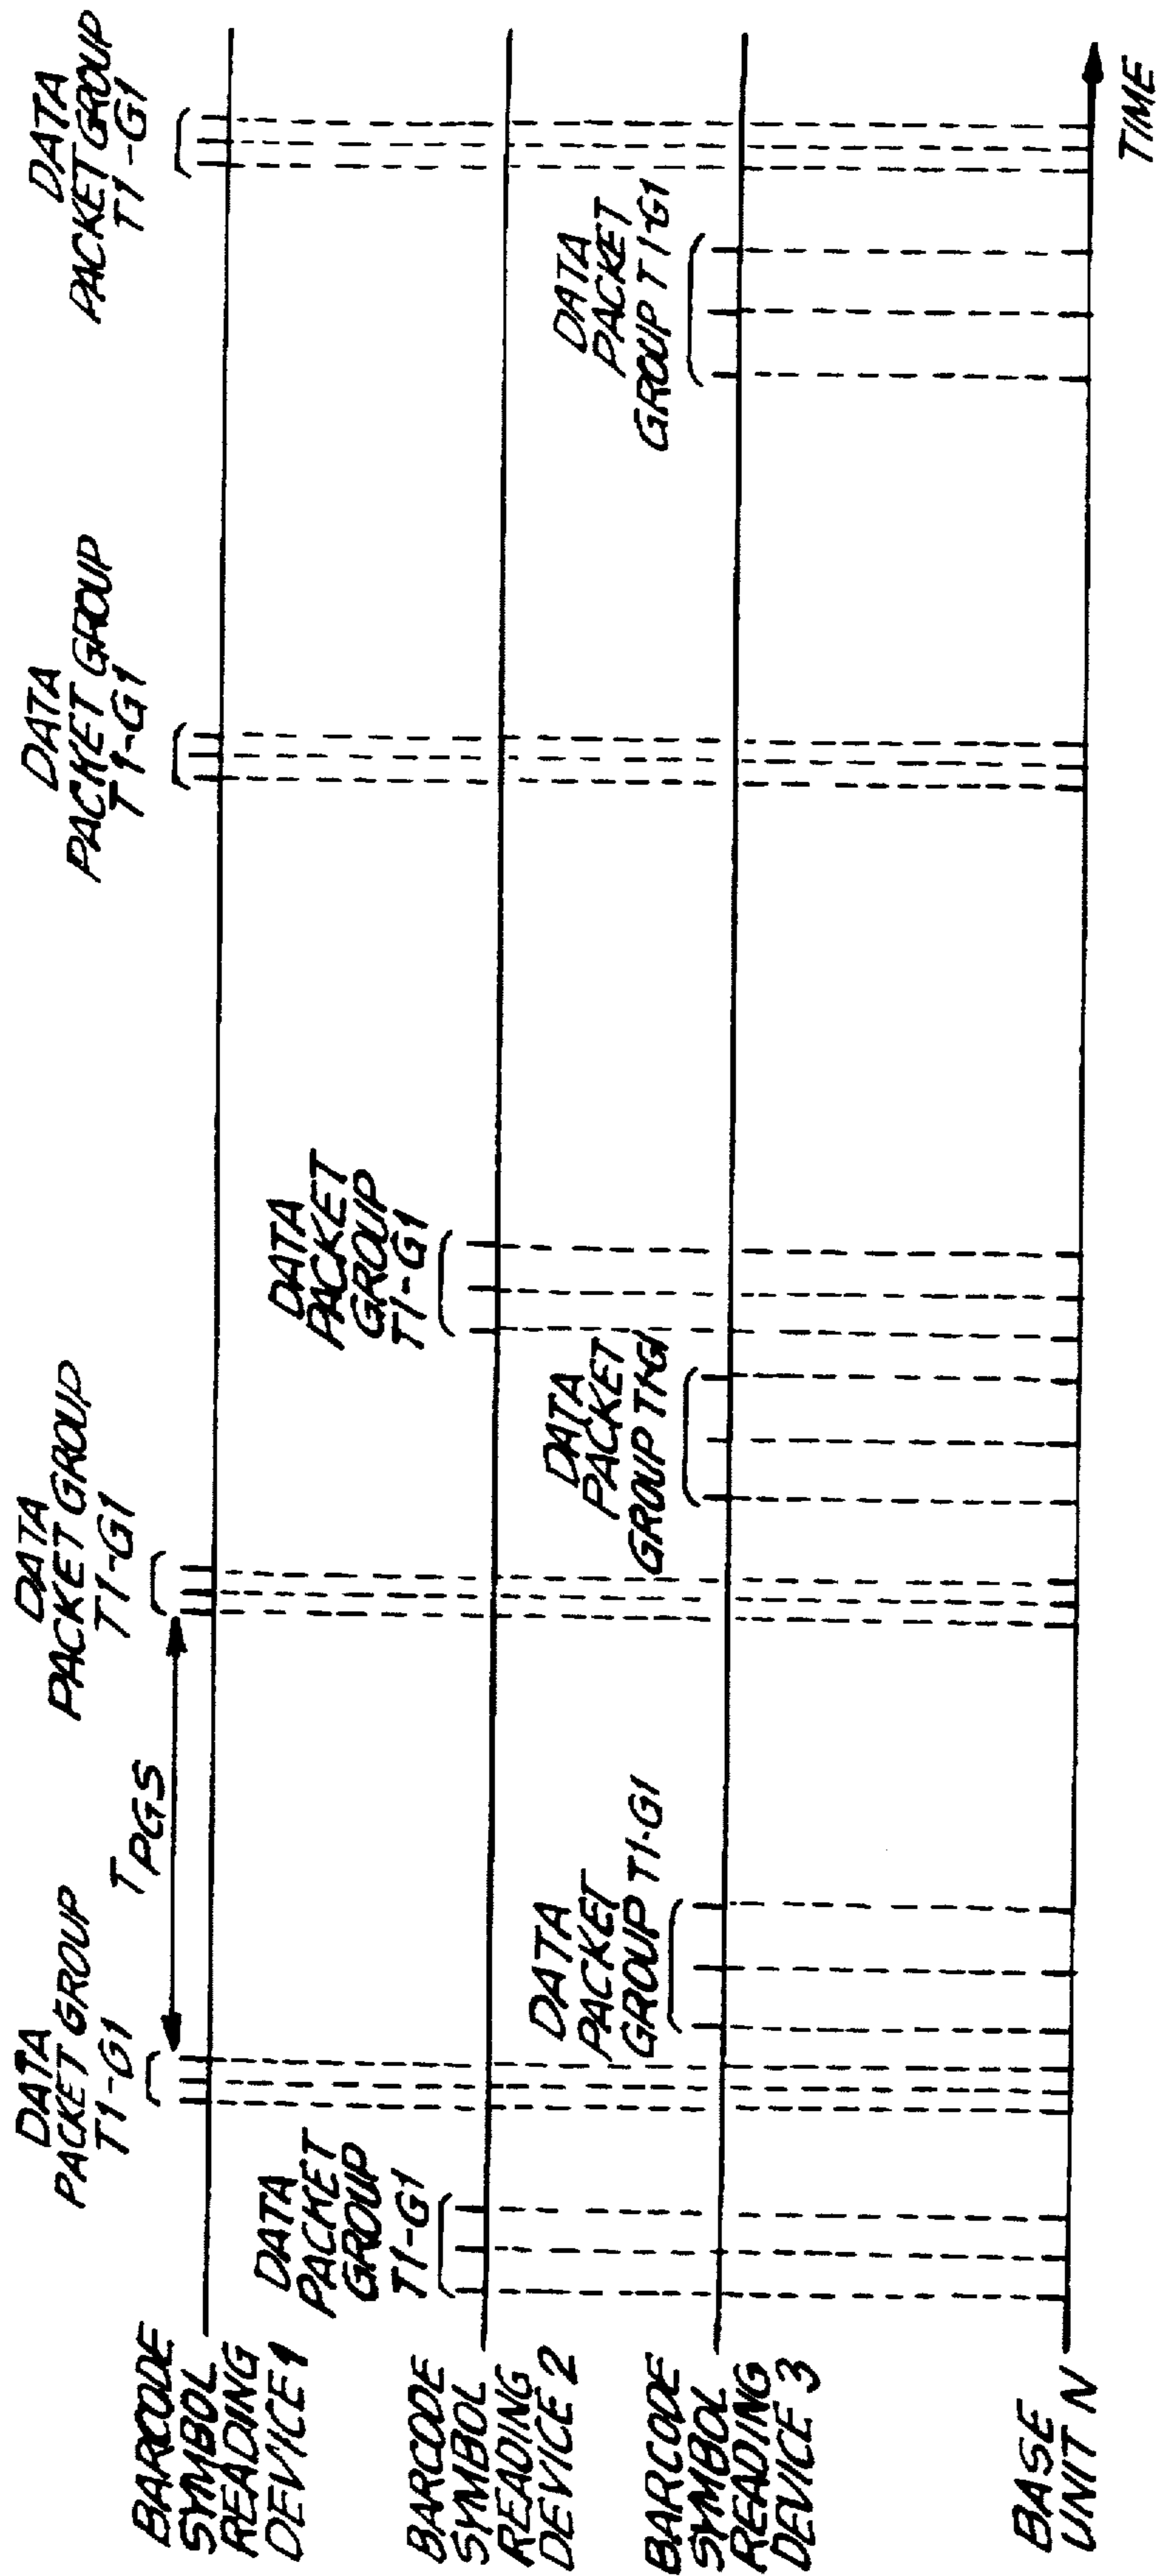 DATA
PACKET GROUP
T1-G1
TPGS
DATA
PACKET GROUP
T1-G1
DATA
PACKET GROUP
T1-G1
DATA
PACKET GROUP
T1-G1
BARCODE
SYMBOL
READING
DEVICE 1
DATA
PACKET
GROUP
T1-G1
DATA
PACKET
GROUP
T1-G1
BARCODE
SYMBOL
READING
DEVICE 2
DATA
PACKET
GROUP T1-G1
DATA
PACKET
GROUP T1-G1
DATA
PACKET
GROUP T1-G1
BARCODE
SYMBOL
READING
DEVICE 3
BASE
UNIT N
TIME